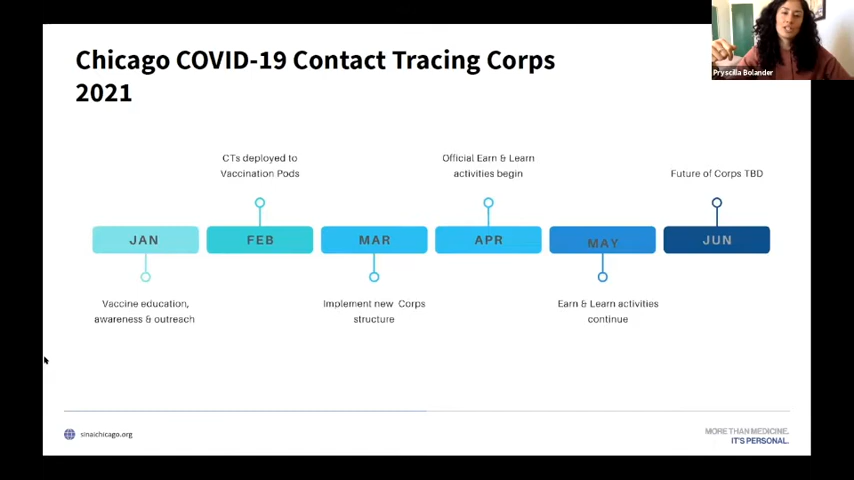 Chicago COVID-19 Contact Tracing Corps
2021
Pryscilla Bolander
CTs deployed to
Vaccination Pods
Official Earn & Learn
activities begin
Future of Corps TBD
JAN
FEB
MAR
APR
MAY
JUN
Vaccine education,
awareness & outreach
Implement new Corps
structure
Earn & Learn activities
continue
sinaichicago.org
MORE THAN MEDICINE.
IT'S PERSONAL.